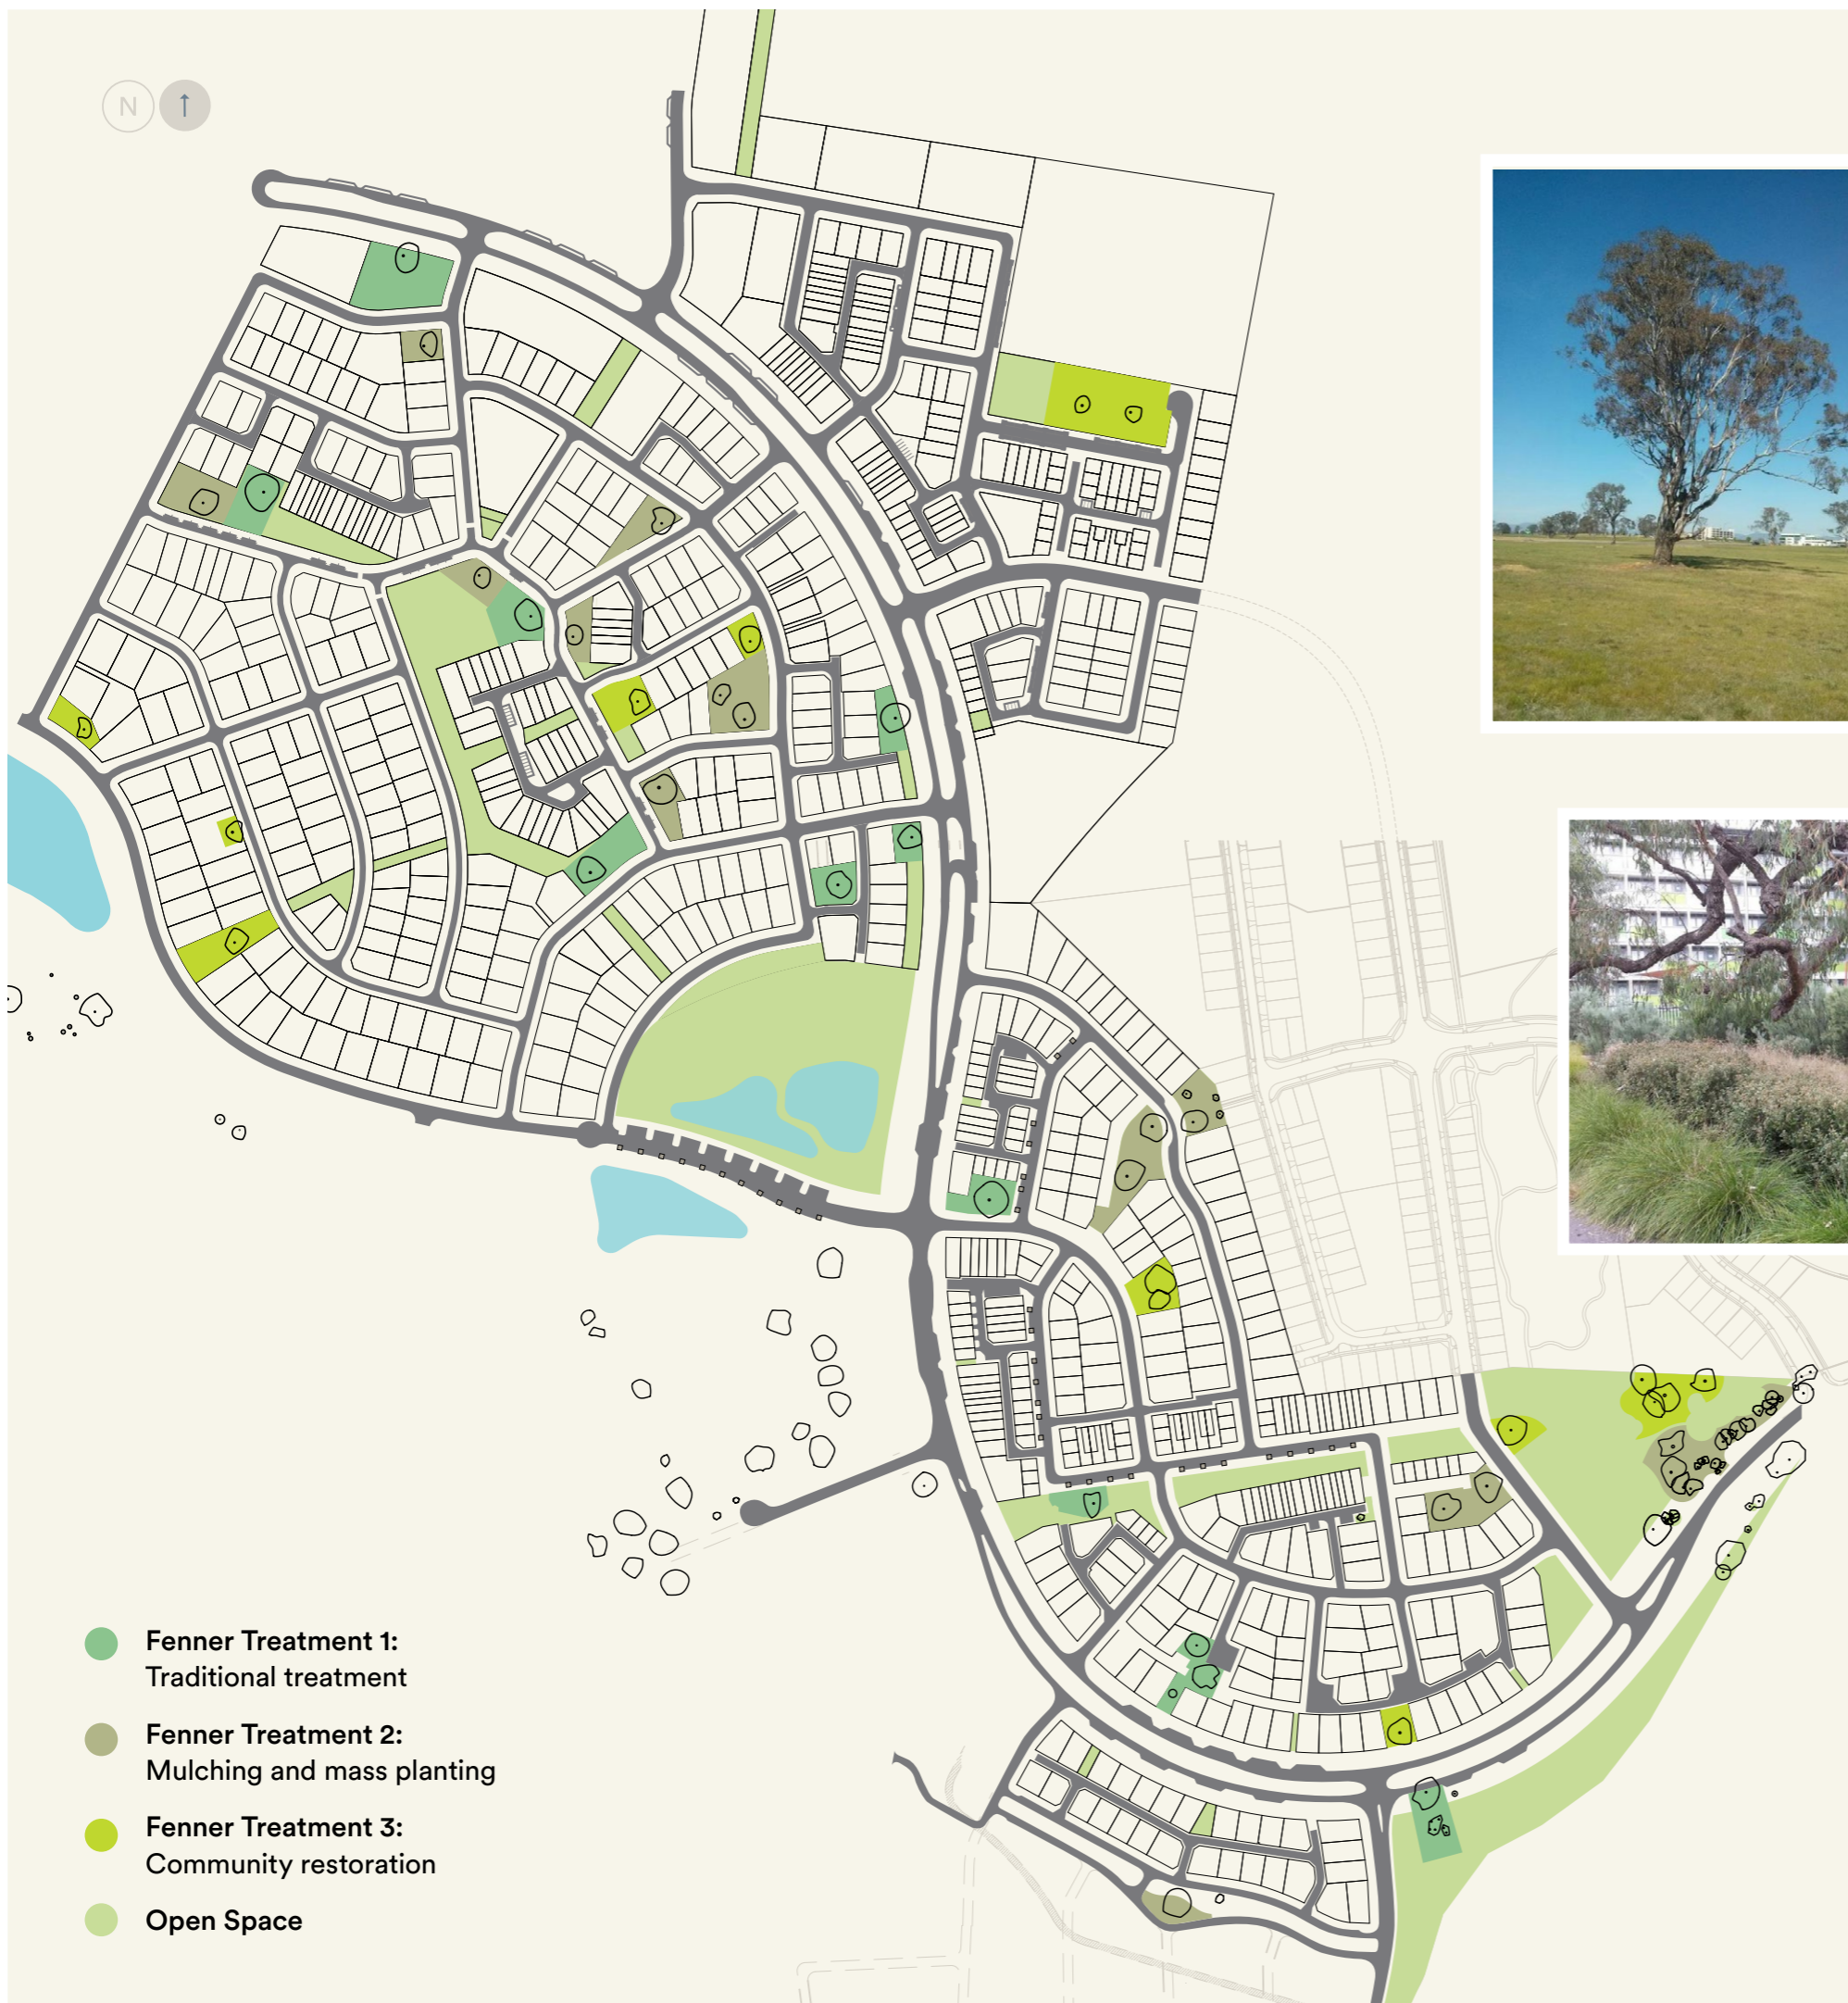 N
Fenner Treatment 1:
Traditional treatment
Fenner Treatment 2:
Mulching and mass planting
Fenner Treatment 3:
Community restoration
Open Space